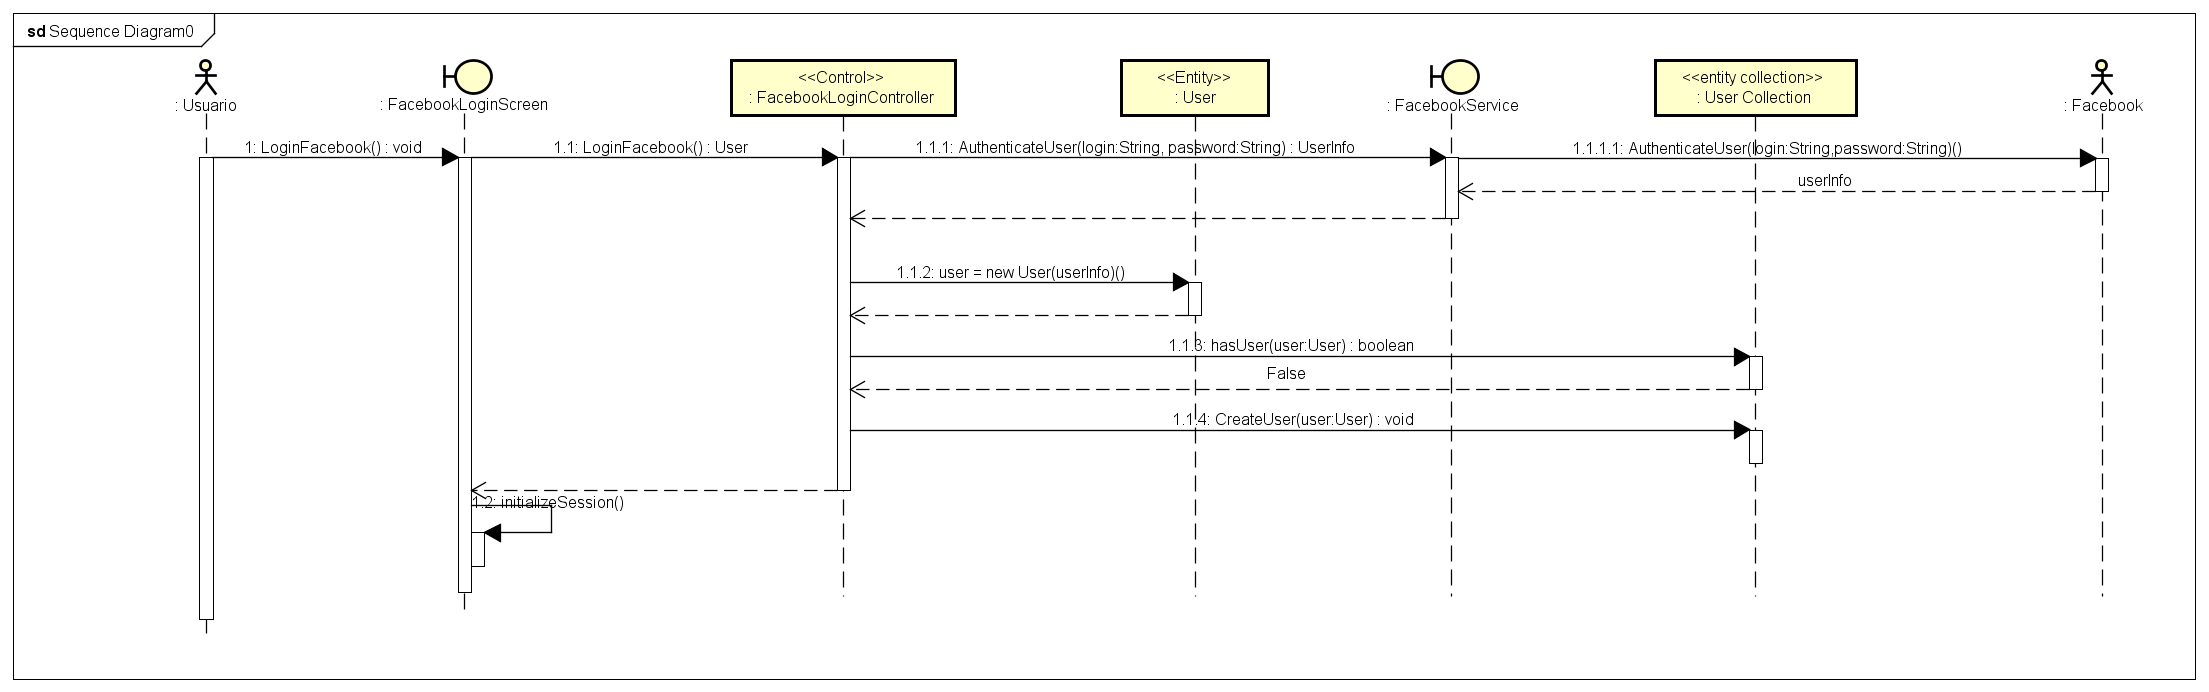 sd Sequence Diagram0
: Usuario
: FacebookLoginScreen
<<Control>>
: FacebookLoginController
<<Entity>>
: User
: FacebookService
<<entity collection>>
: User Collection
: Facebook
1: LoginFacebook() : void
1.1: LoginFacebook() : User
1.1.1: AuthenticateUser(login:String, password:String) : UserInfo
1.1.1.1: AuthenticateUser(login:String,password:String)()
userInfo
1.1.2: user = new User(userInfo)()
1.1.3: hasUser(user:User) : boolean
False
1.1.4: CreateUser(user:User) : void
1.2: initializeSession()